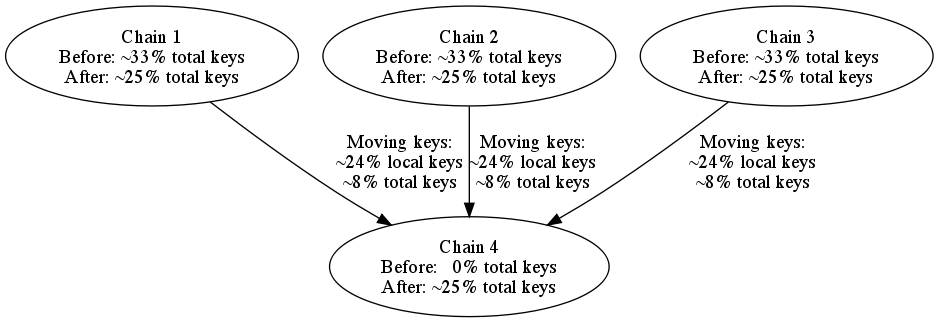 Chain 1
Before: ~33% total keys
After: ~25% total keys
Chain 2
Before: ~33% total keys
After: ~25% total keys
Chain 3
Before: ~33% total keys
After: ~25% total keys
Moving keys:
~24% local keys
~8% total keys
Moving keys:
~24% local keys
~8% total keys
Moving keys:
~24% local keys
~8% total keys
Chain 4
Before:   0% total keys
After: ~25% total keys